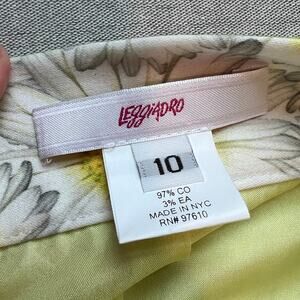 LEGGIADRO
10
97% CO
3% EA
MADE IN NYC
RN# 97610